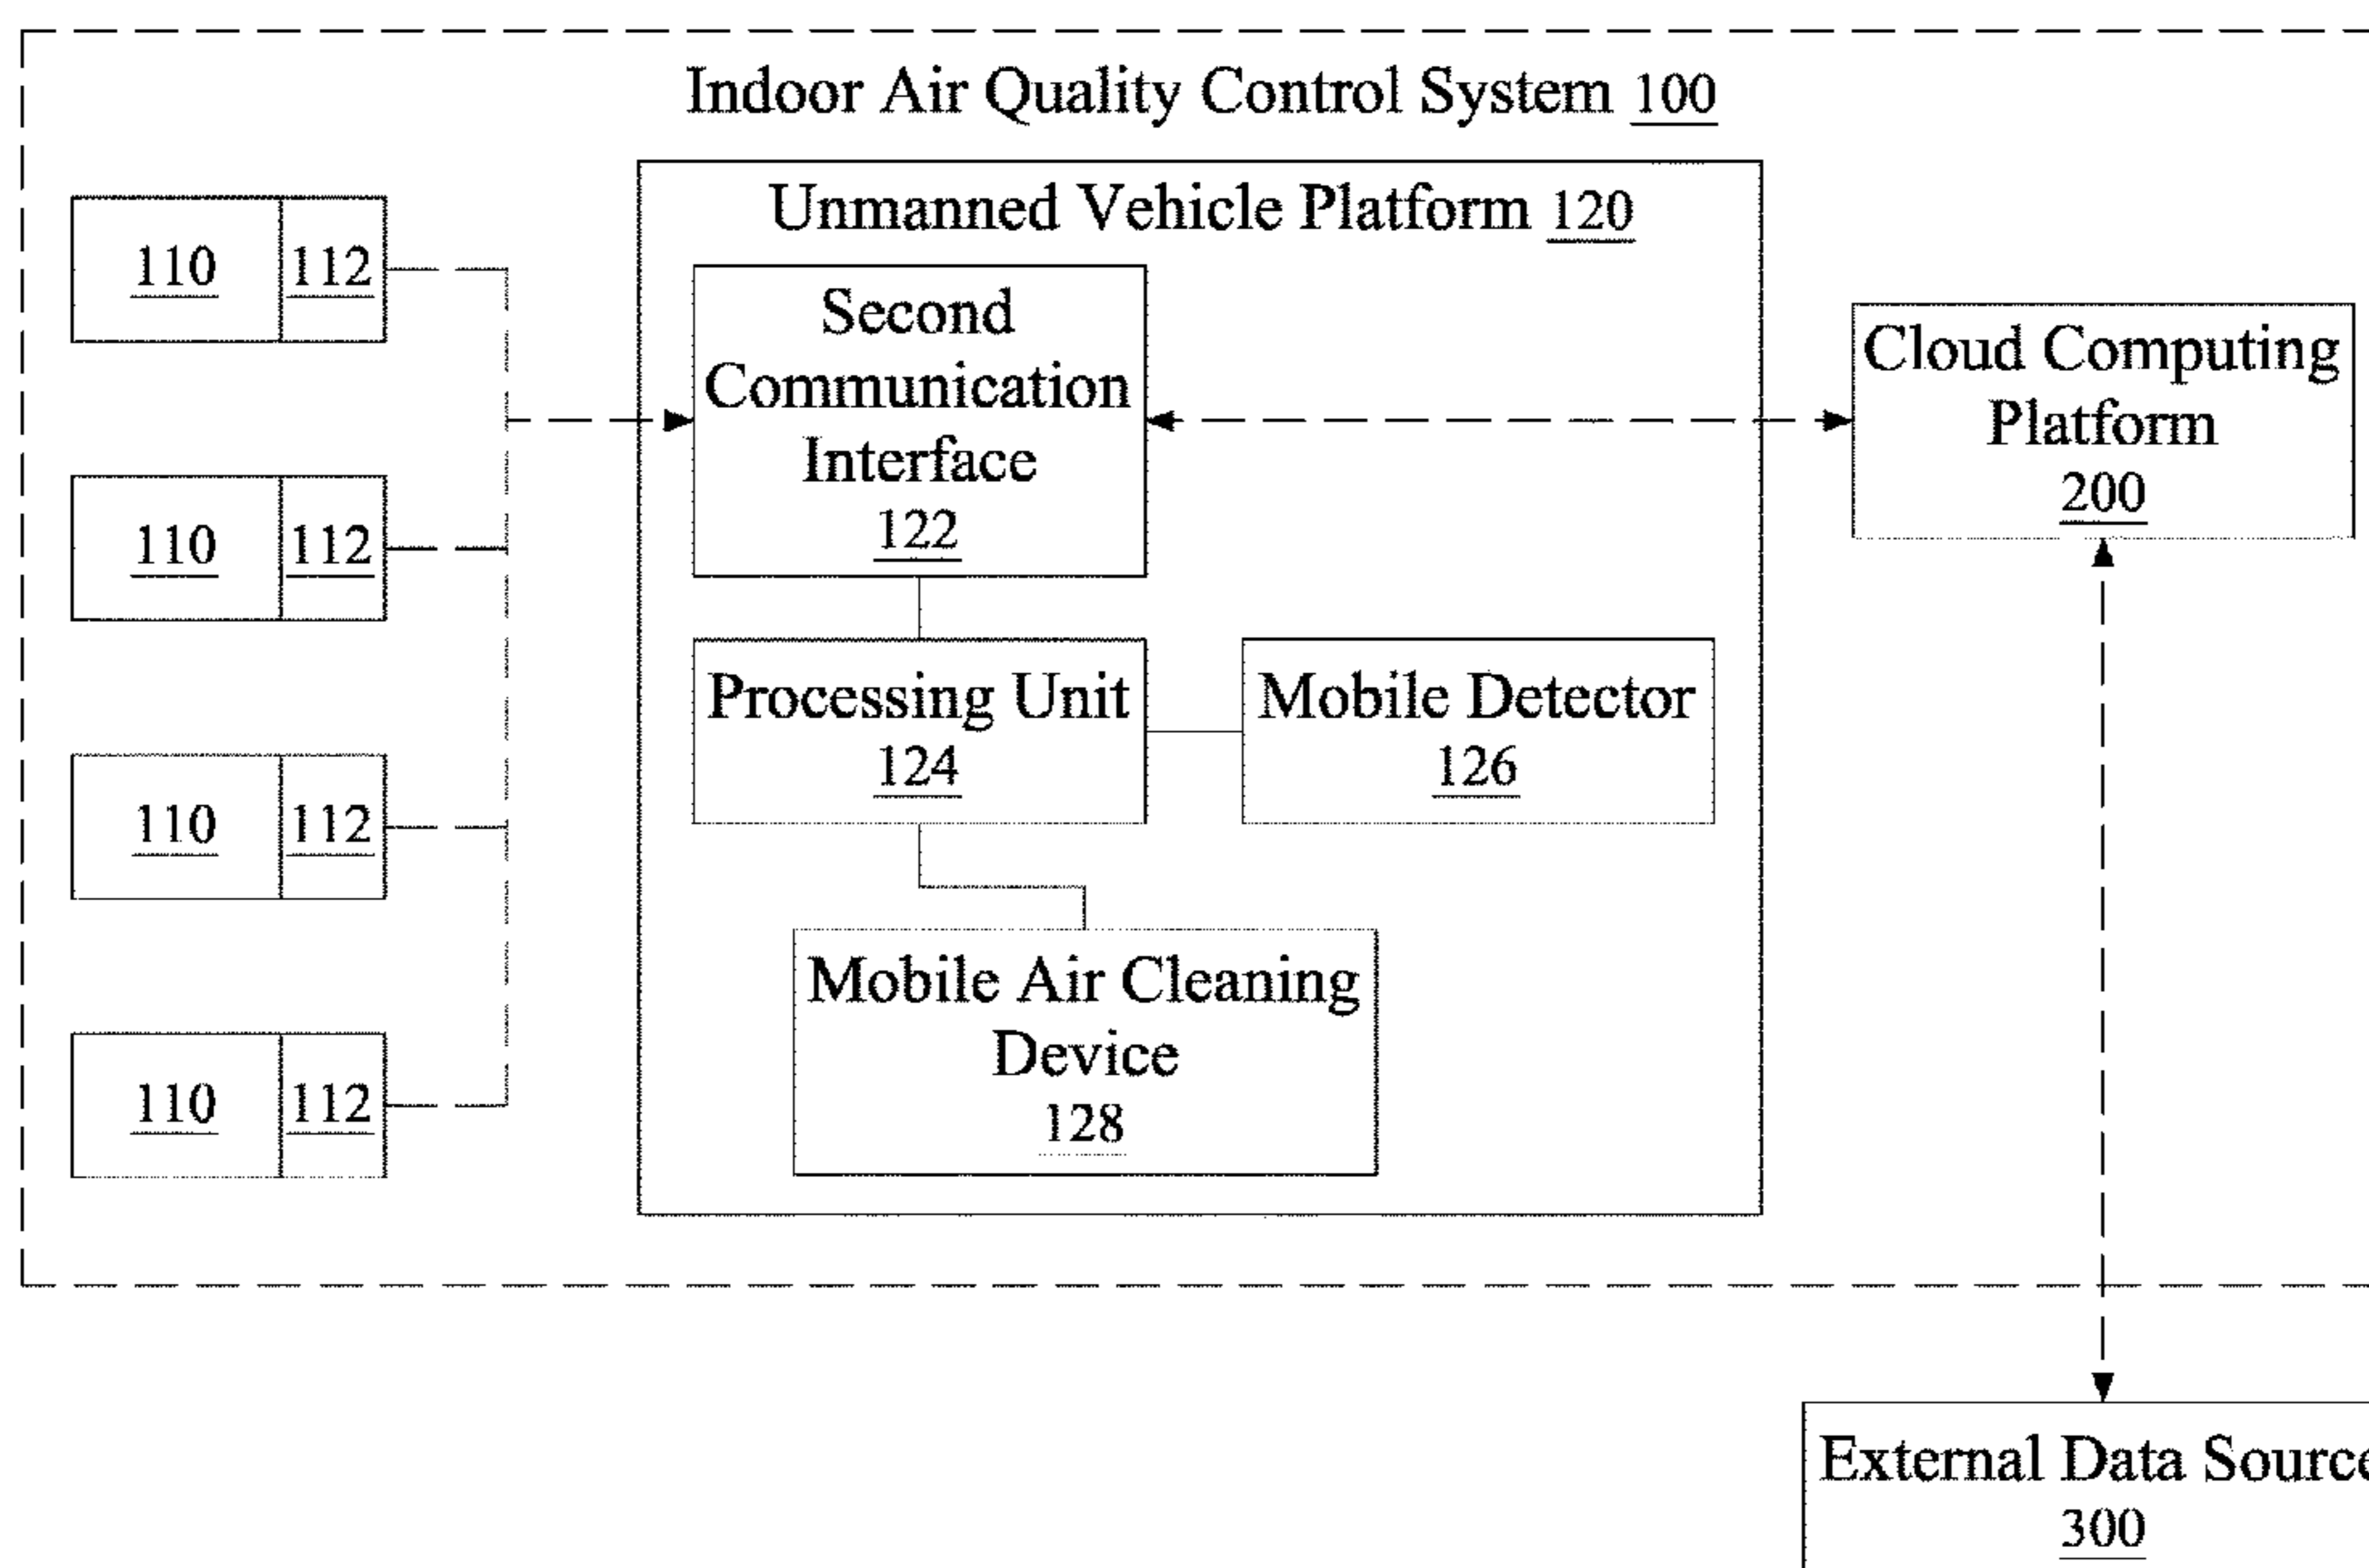 Indoor Air Quality Control System 100
110 112
110 112
110 112
110 112
Unmanned Vehicle Platform 120
Second
Communication
Interface
122
Processing Unit
124
Mobile Detector
126
Mobile Air Cleaning
Device
128
Cloud Computing
Platform
200
External Data Source
300